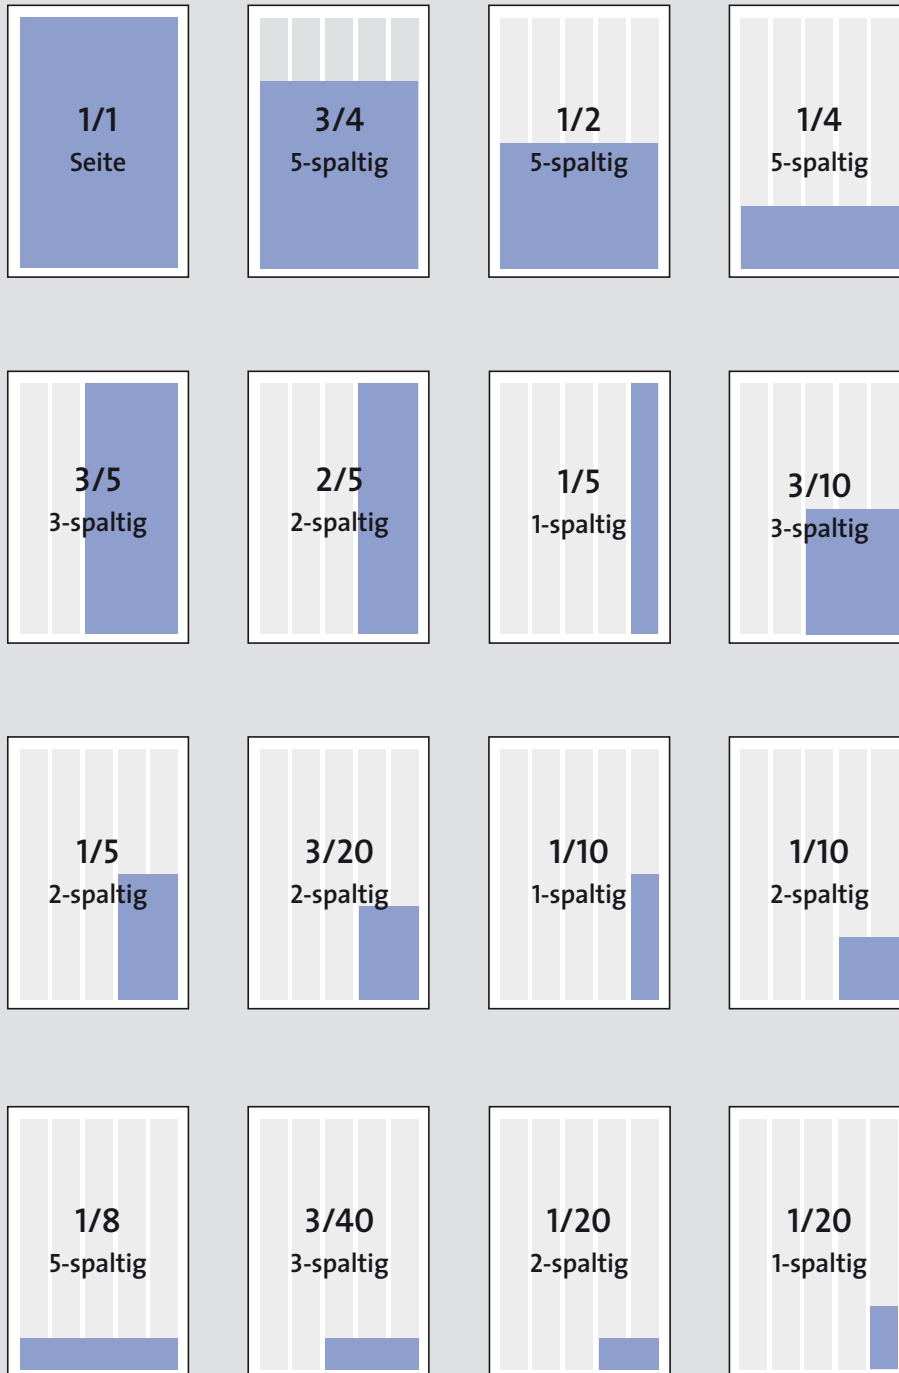 1/1
Seite
3/4
5-spaltig
1/2
5-spaltig
1/4
5-spaltig
3/5
3-spaltig
2/5
2-spaltig
1/5
1-spaltig
3/10
3-spaltig
1/5
2-spaltig
3/20
2-spaltig
1/10
1-spaltig
1/10
2-spaltig
1/8
5-spaltig
3/40
3-spaltig
1/20
2-spaltig
1/20
1-spaltig